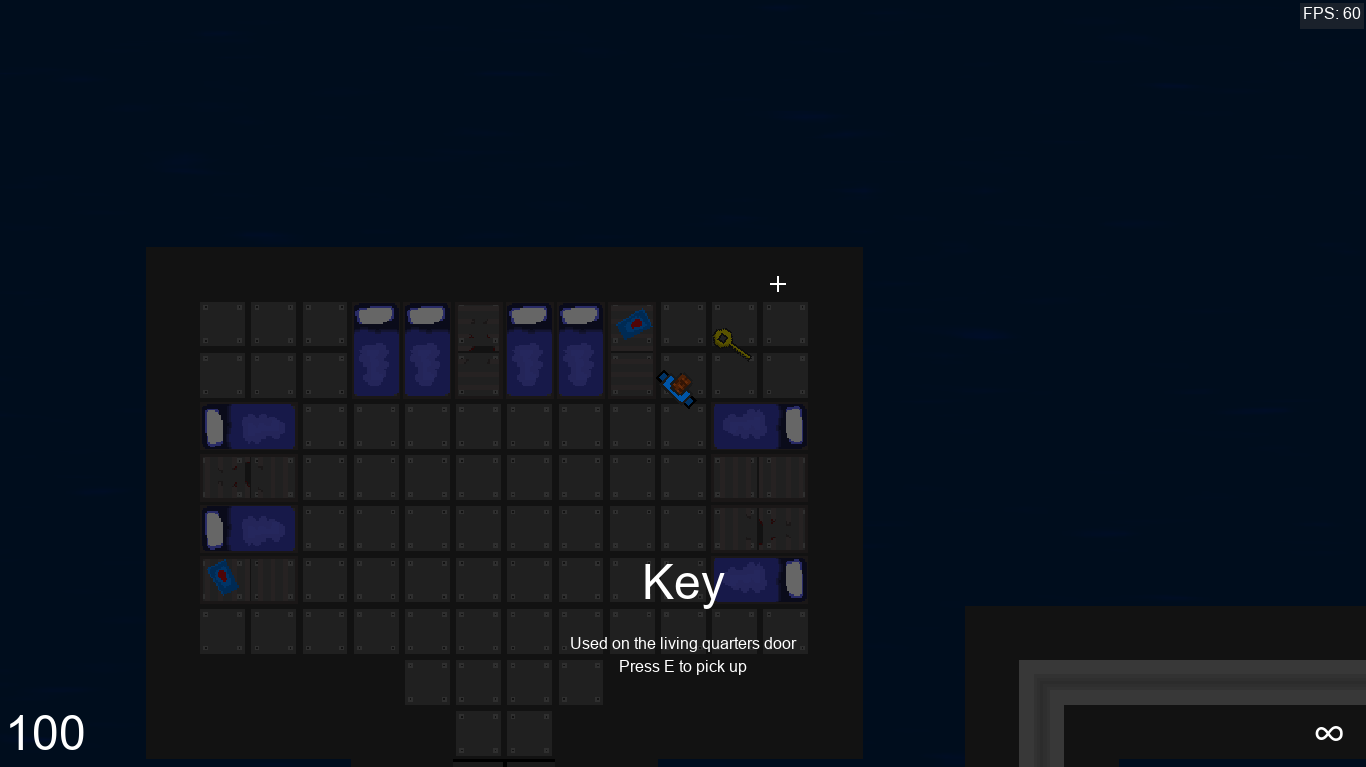 FPS: 60
Key
Used on the living quarters door
Press E to pick up
100
∞